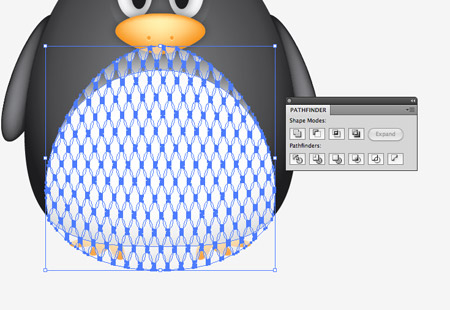 PATHFINDER
Shape Modes:
Expand
Pathfinders: